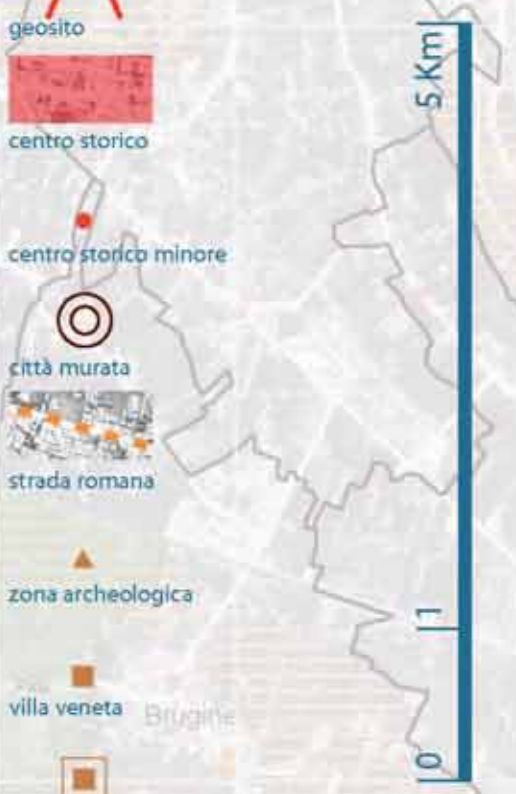 geosito
centro storico
centro storico minore
città murata
strada romana
zona archeologica
villa veneta
Brugine
5 Km
1
0